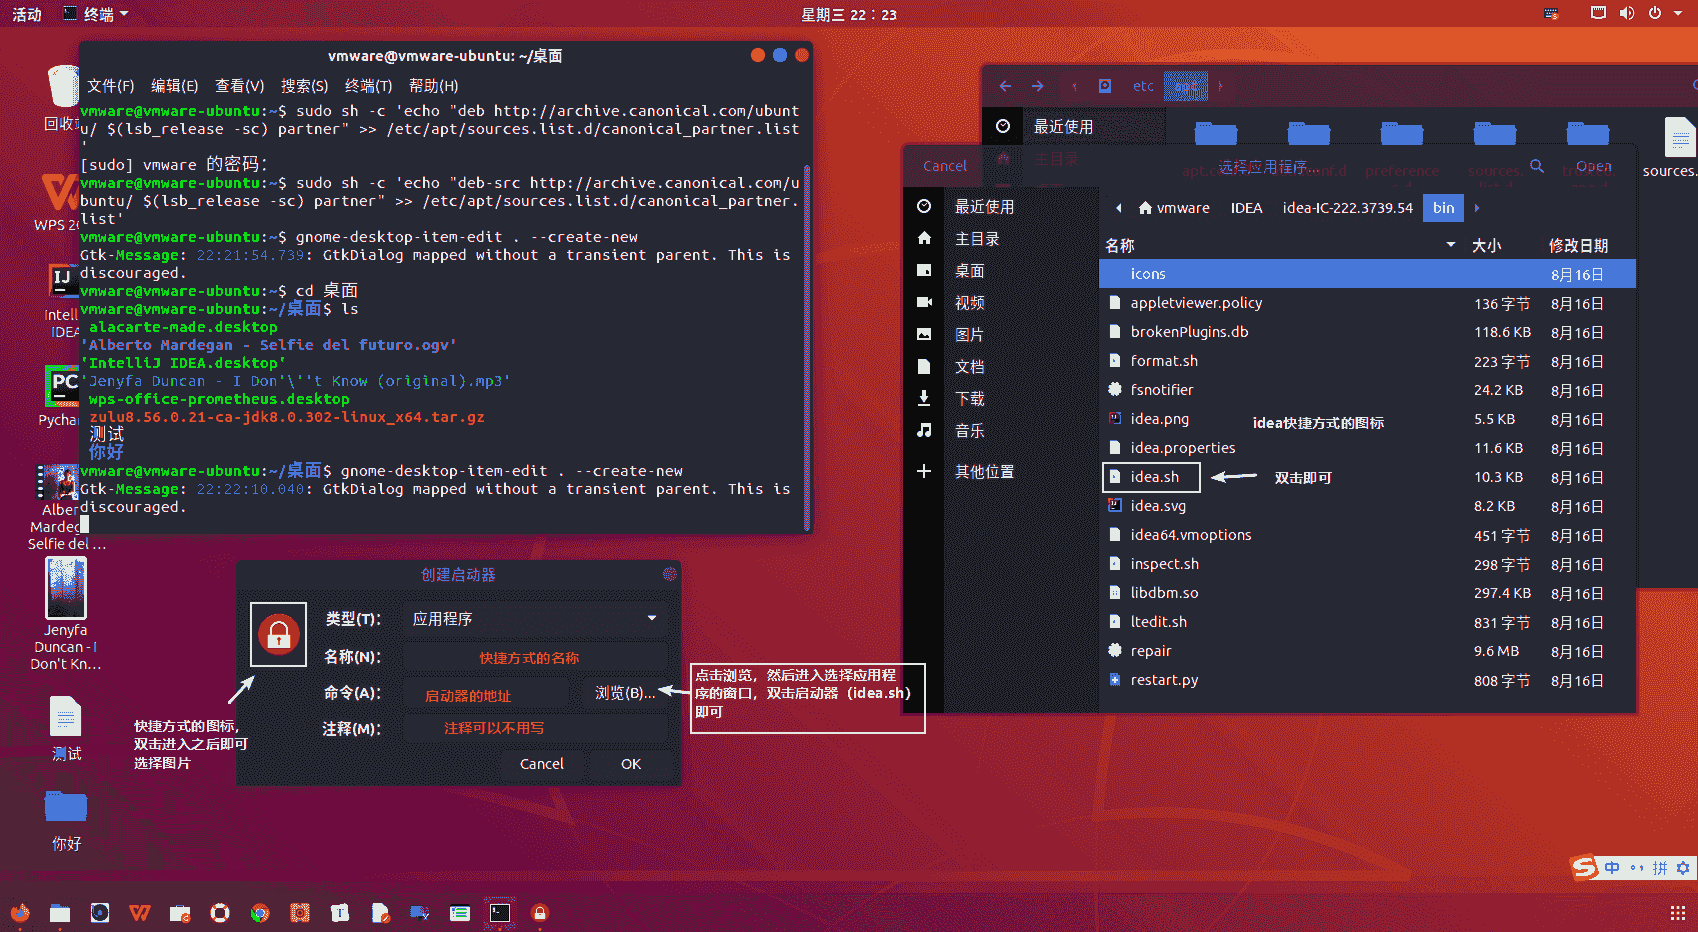 活动
终端
星期三 22：23
vmware@vmware-ubuntu: ~/桌面
文件(F) 编辑(E) 查看(V) 搜索(S) 终端(T) 帮助(H)
vmware@vmware-ubuntu:~$ sudo sh -c 'echo "deb http://archive.canonical.com/ubunt
u/ $(lsb_release -sc) partner" >> /etc/apt/sources.list.d/canonical_partner.list
'
[sudo] vmware 的密码：
vmware@vmware-ubuntu:~$ sudo sh -c 'echo "deb-src http://archive.canonical.com/u
buntu/ $(lsb_release -sc) partner" >> /etc/apt/sources.list.d/canonical_partner.
list'
vmware@vmware-ubuntu:~$ gnome-desktop-item-edit . --create-new
Gtk-Message: 22:21:54.739: GtkDialog mapped without a transient parent. This is
discouraged.
vmware@vmware-ubuntu:~$ cd 桌面
vmware@vmware-ubuntu:~/桌面$ ls
alacarte-made.desktop
'Alberto Mardegan - Selfie del futuro.ogv'
'IntelliJ IDEA.desktop'
'Jenyfa Duncan - I Don'\''t Know (original).mp3'
wps-office-prometheus.desktop
zulu8.56.0.21-ca-jdk8.0.302-linux_x64.tar.gz
测试
你好
vmware@vmware-ubuntu:~/桌面$ gnome-desktop-item-edit . --create-new
Gtk-Message: 22:22:10.040: GtkDialog mapped without a transient parent. This is
discouraged.
回收
WPS 2
IJ
Intell
IDEA
PC
Pychar
Alber
Mardeg
Selfie del ...
Jenyfa
Duncan - I
Don't Kn...
测试
你好
创建启动器
类型(T)： 应用程序
名称(N)： 快捷方式的名称
命令(A)： 启动器的地址 浏览(B)...
注释(M)： 注释可以不用写
Cancel OK
快捷方式的图标，
双击进入之后即可
选择图片
点击浏览，然后进入选择应用程
序的窗口，双击启动器（idea.sh）
即可
etc apt
最近使用
主目录
sources.
Cancel 选择应用程序... Open
最近使用
主目录
桌面
视频
图片
文档
下载
音乐
其他位置
vmware IDEA idea-IC-222.3739.54 bin
名称 大小 修改日期
icons 8月16日
appletviewer.policy 136 字节 8月16日
brokenPlugins.db 118.6 KB 8月16日
format.sh 223 字节 8月16日
fsnotifier 24.2 KB 8月16日
idea.png 5.5 KB 8月16日
idea快捷方式的图标
idea.properties 11.6 KB 8月16日
idea.sh 10.3 KB 8月16日
双击即可
idea.svg 8.2 KB 8月16日
idea64.vmoptions 451 字节 8月16日
inspect.sh 298 字节 8月16日
libdbm.so 297.4 KB 8月16日
ltedit.sh 831 字节 8月16日
repair 9.6 MB 8月16日
restart.py 808 字节 8月16日
中 拼